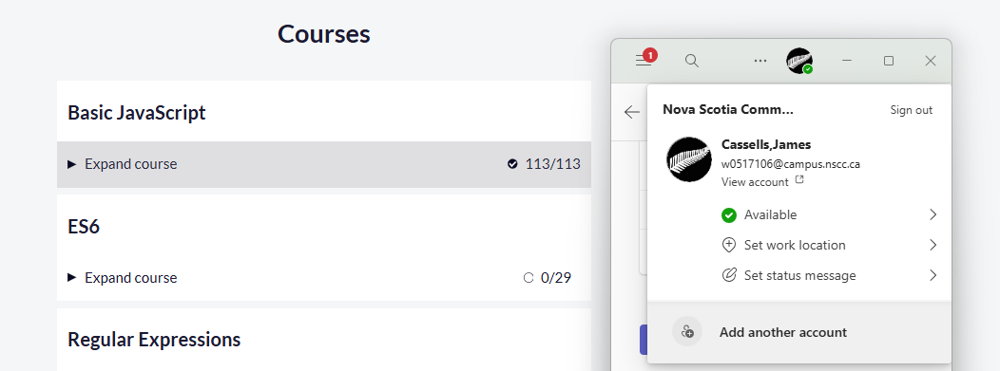 Courses
Basic JavaScript
Expand course
113/113
ES6
Expand course
0/29
Regular Expressions
1
Nova Scotia Comm...
Sign out
Cassells,James
w0517106@campus.nscc.ca
View account
Available
Set work location
Set status message
Add another account